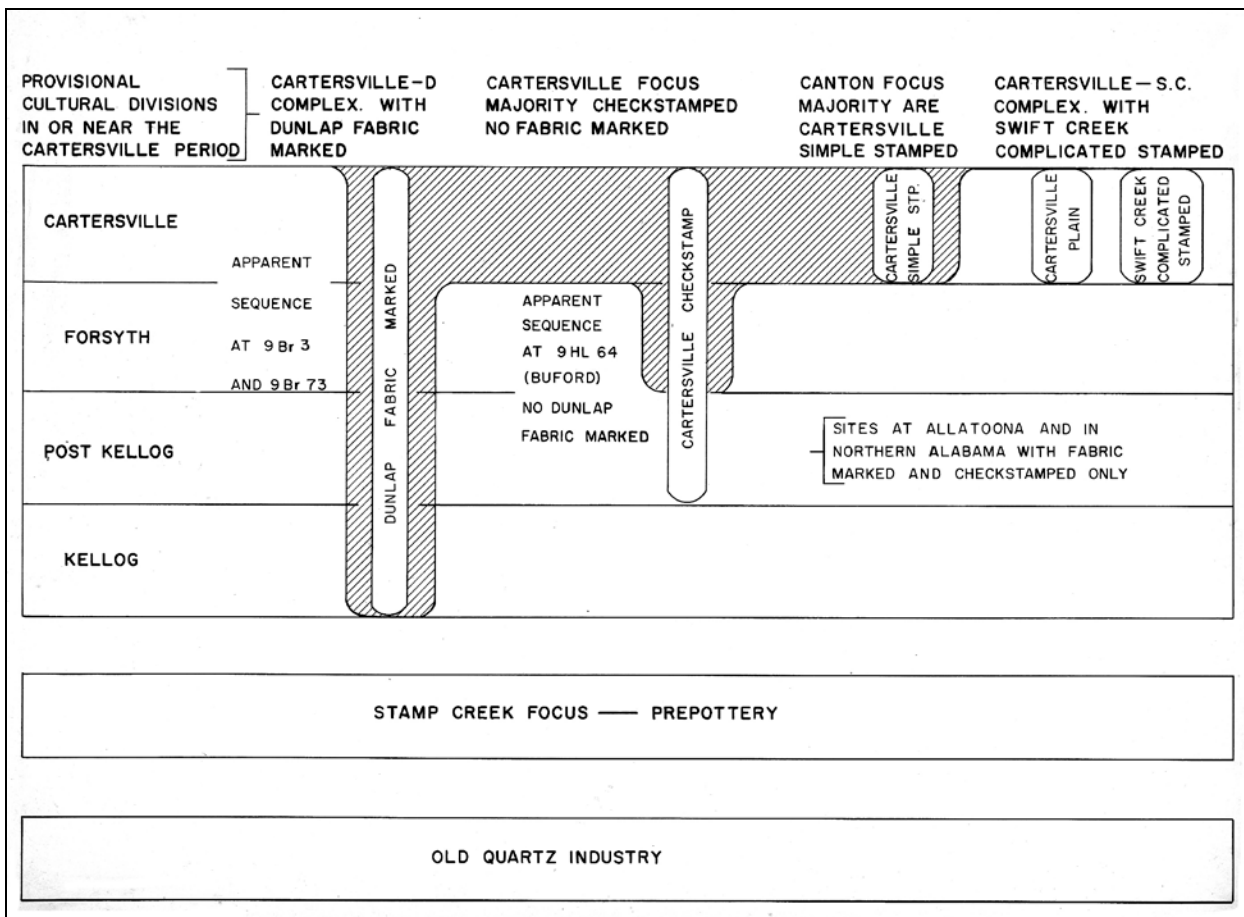 PROVISIONAL
CULTURAL DIVISIONS
IN OR NEAR THE
CARTERSVILLE PERIOD
CARTERSVILLE-D
COMPLEX. WITH
DUNLAP FABRIC
MARKED
CARTERSVILLE FOCUS
MAJORITY CHECKSTAMPED
NO FABRIC MARKED
CANTON FOCUS
MAJORITY ARE
CARTERSVILLE
SIMPLE STAMPED
CARTERSVILLE — S.C.
COMPLEX. WITH
SWIFT CREEK
COMPLICATED STAMPED
CARTERSVILLE
FORSYTH
POST KELLOG
KELLOG
APPARENT
SEQUENCE
AT 9 Br 3
AND 9 Br 73
DUNLAP FABRIC MARKED
APPARENT
SEQUENCE
AT 9 HL 64
(BUFORD)
NO DUNLAP
FABRIC MARKED
CARTERSVILLE CHECKSTAMP
CARTERSVILLE
SIMPLE STP.
CARTERSVILLE
PLAIN
SWIFT CREEK
COMPLICATED
STAMPED
SITES AT ALLATOONA AND IN
NORTHERN ALABAMA WITH FABRIC
MARKED AND CHECKSTAMPED ONLY
STAMP CREEK FOCUS — PREPOTTERY
OLD QUARTZ INDUSTRY